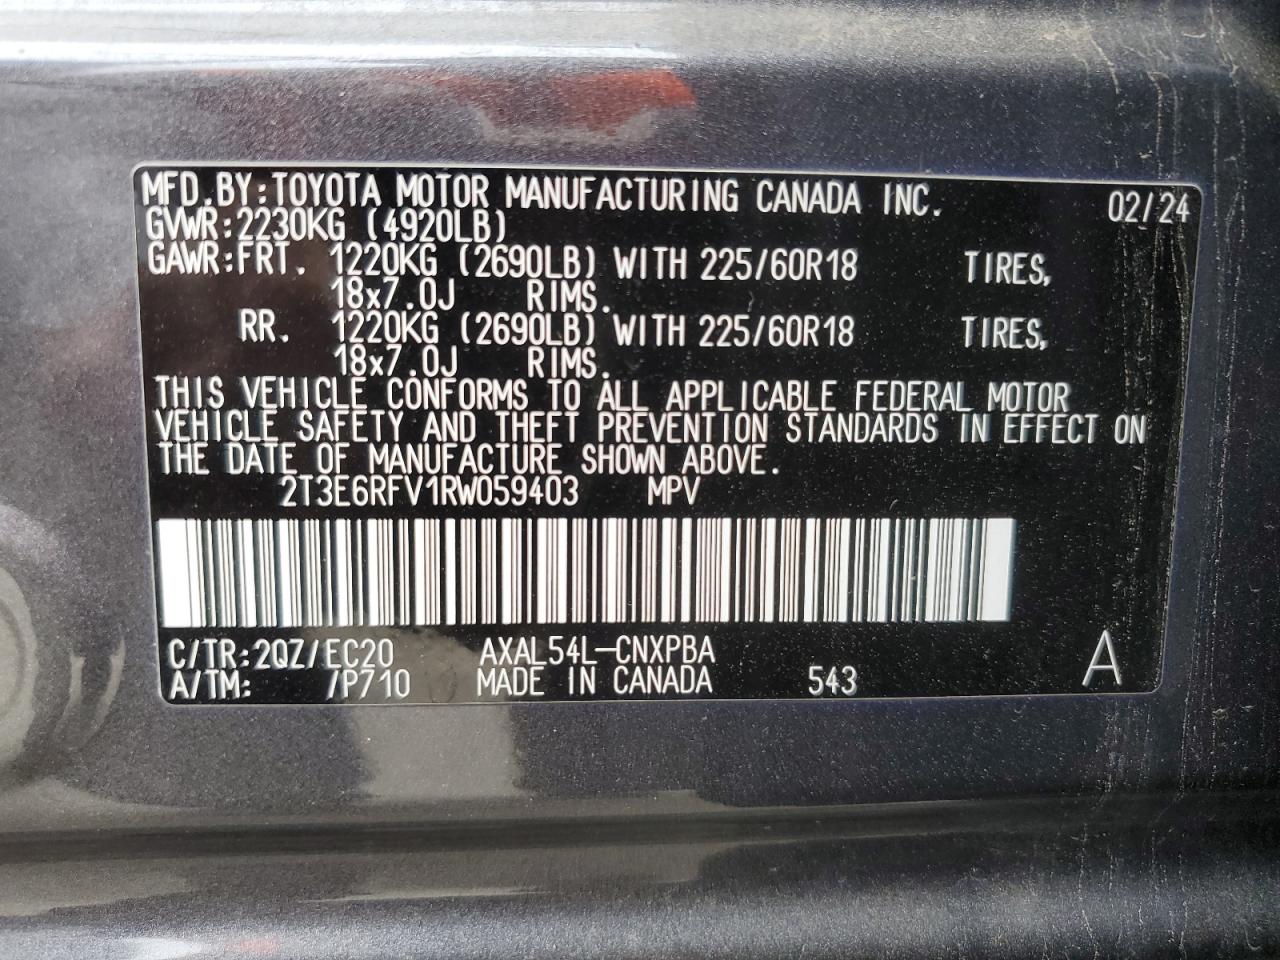 MFD.BY:TOYOTA MOTOR MANUFACTURING CANADA INC. 02/24
GVWR:2230KG (4920LB)
GAWR:FRT. 1220KG (2690LB) WITH 225/60R18 TIRES,
18x7.0J RIMS.
RR. 1220KG (2690LB) WITH 225/60R18 TIRES,
18x7.0J RIMS.
THIS VEHICLE CONFORMS TO ALL APPLICABLE FEDERAL MOTOR
VEHICLE SAFETY AND THEFT PREVENTION STANDARDS IN EFFECT ON
THE DATE OF MANUFACTURE SHOWN ABOVE.
2T3E6RFV1RW059403 MPV
C/TR:2QZ/EC20 AXAL54L-CNXPBA A
A/TM: /P710 MADE IN CANADA 543